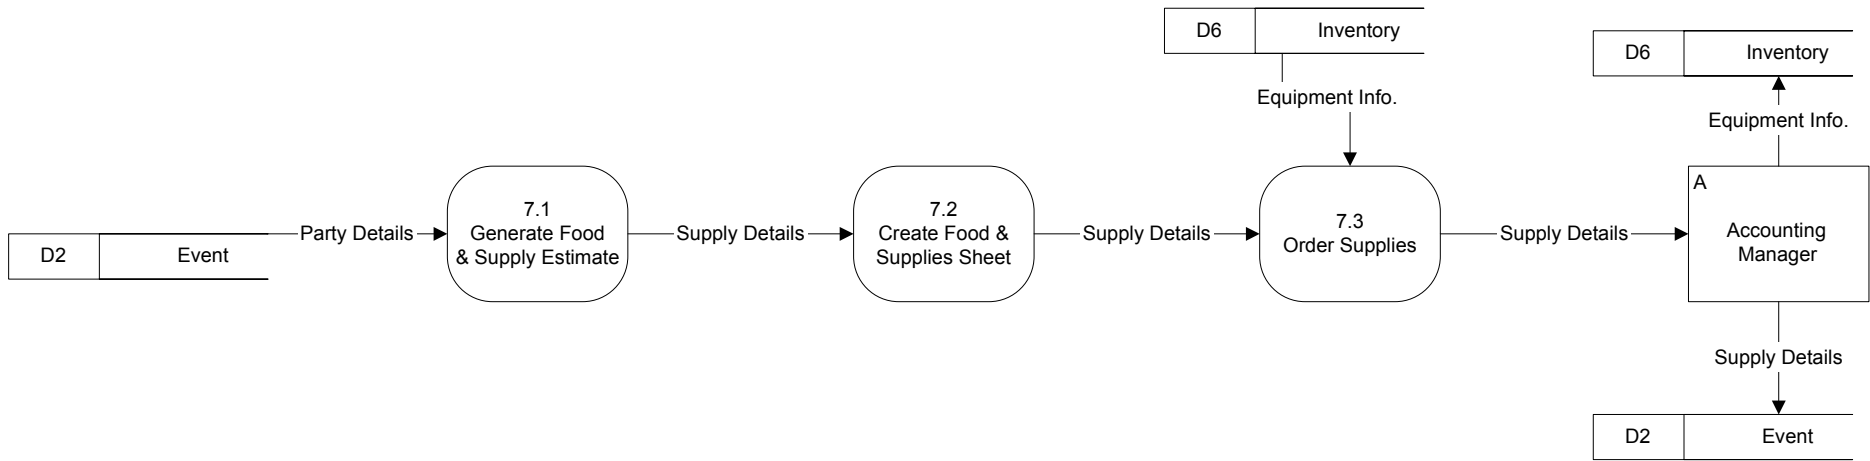 D6
Inventory
D6
Inventory
Equipment Info.
Equipment Info.
A
7.1
Generate Food
& Supply Estimate
7.2
Create Food &
Supplies Sheet
7.3
Order Supplies
Accounting
Manager
Party Details
Supply Details
Supply Details
Supply Details
D2
Event
Supply Details
D2
Event